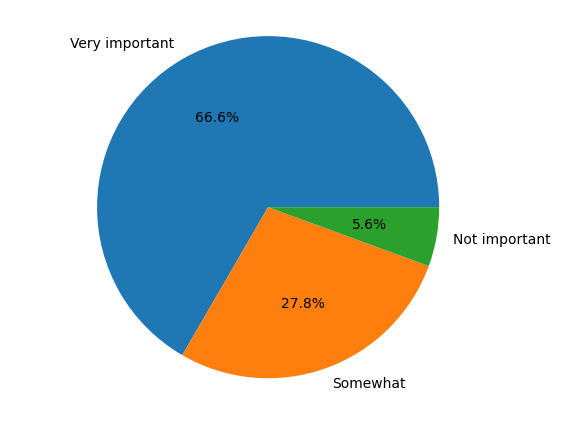 Very important
66.6%
5.6%
Not important
27.8%
Somewhat